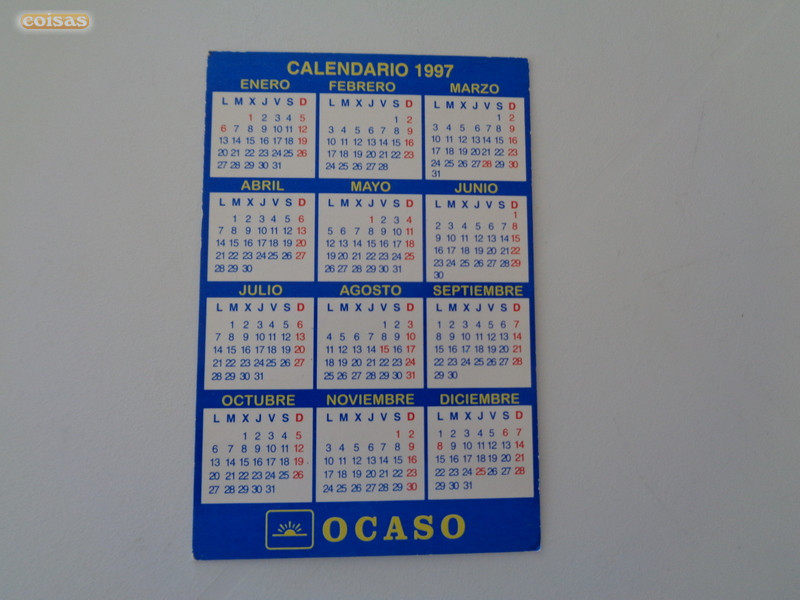 coisas
CALENDARIO 1997
ENERO
L M X J V S D
1 2 3 4 5
6 7 8 9 10 11 12
13 14 15 16 17 18 19
20 21 22 23 24 25 26
27 28 29 30 31
FEBRERO
L M X J V S D
1 2
3 4 5 6 7 8 9
10 11 12 13 14 15 16
17 18 19 20 21 22 23
24 25 26 27 28
MARZO
L M X J V S D
1 2
3 4 5 6 7 8 9
10 11 12 13 14 15 16
17 18 19 20 21 22 23
24 25 26 27 28 29 30
31
ABRIL
L M X J V S D
1 2 3 4 5 6
7 8 9 10 11 12 13
14 15 16 17 18 19 20
21 22 23 24 25 26 27
28 29 30
MAYO
L M X J V S D
1 2 3 4
5 6 7 8 9 10 11
12 13 14 15 16 17 18
19 20 21 22 23 24 25
26 27 28 29 30 31
JUNIO
L M X J V S D
1
2 3 4 5 6 7 8
9 10 11 12 13 14 15
16 17 18 19 20 21 22
23 24 25 26 27 28 29
30
JULIO
L M X J V S D
1 2 3 4 5 6
7 8 9 10 11 12 13
14 15 16 17 18 19 20
21 22 23 24 25 26 27
28 29 30 31
AGOSTO
L M X J V S D
1 2 3
4 5 6 7 8 9 10
11 12 13 14 15 16 17
18 19 20 21 22 23 24
25 26 27 28 29 30 31
SEPTIEMBRE
L M X J V S D
1 2 3 4 5 6 7
8 9 10 11 12 13 14
15 16 17 18 19 20 21
22 23 24 25 26 27 28
29 30
OCTUBRE
L M X J V S D
1 2 3 4 5
6 7 8 9 10 11 12
13 14 15 16 17 18 19
20 21 22 23 24 25 26
27 28 29 30 31
NOVIEMBRE
L M X J V S D
1 2
3 4 5 6 7 8 9
10 11 12 13 14 15 16
17 18 19 20 21 22 23
24 25 26 27 28 29 30
DICIEMBRE
L M X J V S D
1 2 3 4 5 6 7
8 9 10 11 12 13 14
15 16 17 18 19 20 21
22 23 24 25 26 27 28
29 30 31
OCASO